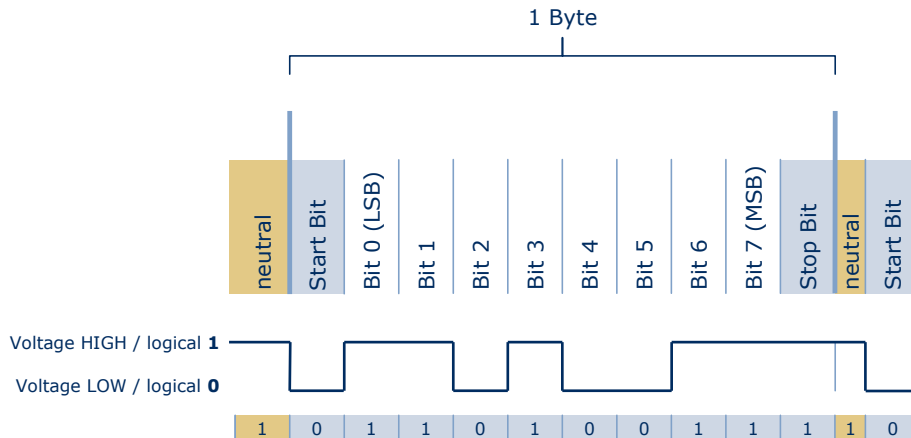 1 Byte
neutral
Start Bit
Bit 0 (LSB)
Bit 1
Bit 2
Bit 3
Bit 4
Bit 5
Bit 6
Bit 7 (MSB)
Stop Bit
neutral
Start Bit
Voltage HIGH / logical 1
Voltage LOW / logical 0
1 0 1 1 0 1 0 0 1 1 1 1 0